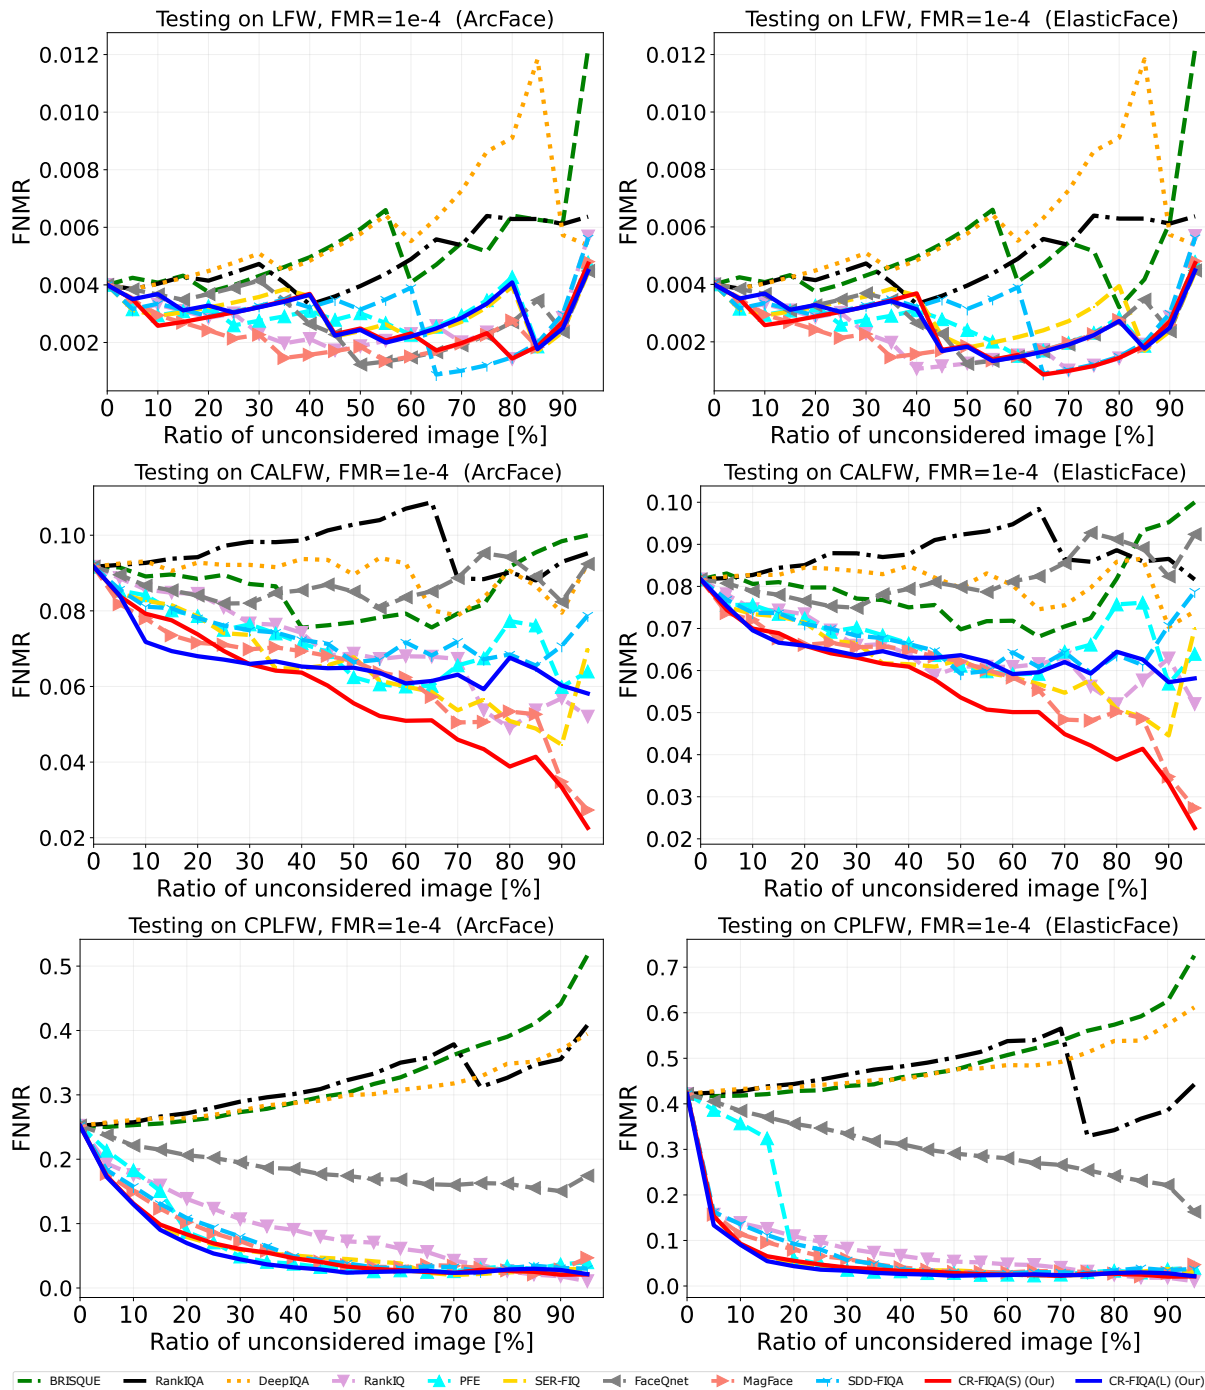 Testing on LFW, FMR=1e-4 (ArcFace)
FNMR
0.012
0.010
0.008
0.006
0.004
0.002
0 10 20 30 40 50 60 70 80 90
Ratio of unconsidered image [%]
Testing on LFW, FMR=1e-4 (ElasticFace)
FNMR
0.012
0.010
0.008
0.006
0.004
0.002
0 10 20 30 40 50 60 70 80 90
Ratio of unconsidered image [%]
Testing on CALFW, FMR=1e-4 (ArcFace)
FNMR
0.10
0.08
0.06
0.04
0.02
0 10 20 30 40 50 60 70 80 90
Ratio of unconsidered image [%]
Testing on CALFW, FMR=1e-4 (ElasticFace)
FNMR
0.10
0.09
0.08
0.07
0.06
0.05
0.04
0.03
0.02
0 10 20 30 40 50 60 70 80 90
Ratio of unconsidered image [%]
Testing on CPLFW, FMR=1e-4 (ArcFace)
FNMR
0.5
0.4
0.3
0.2
0.1
0.0
0 10 20 30 40 50 60 70 80 90
Ratio of unconsidered image [%]
Testing on CPLFW, FMR=1e-4 (ElasticFace)
FNMR
0.7
0.6
0.5
0.4
0.3
0.2
0.1
0.0
0 10 20 30 40 50 60 70 80 90
Ratio of unconsidered image [%]
BRISQUE RankIQA DeepIQA RankIQ PFE SER-FIQ FaceQnet MagFace SDD-FIQA CR-FIQA(S) (Our) CR-FIQA(L) (Our)